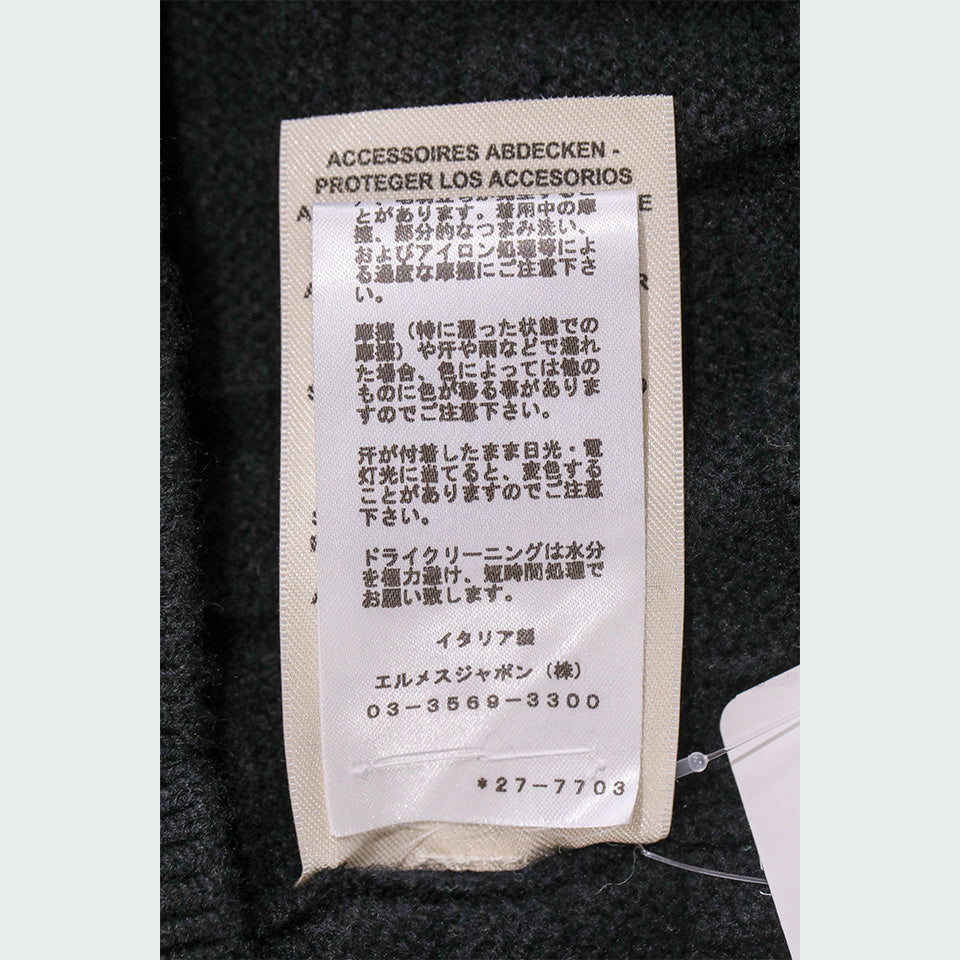 ACCESSOIRES ABDECKEN -
PROTEGER LOS ACCESORIOS
とがあります。着用中の摩
擦、部分的なつまみ洗い、
およびアイロン処理等によ
る過度な摩擦にご注意下さ
い。
摩擦（特に湿った状態での
摩擦）や汗や雨などで濡れ
た場合、色によっては他の
ものに色が移る事がありま
すのでご注意下さい。
汗が付着したまま日光・電
灯光に当てると、変色する
ことがありますのでご注意
下さい。
ドライクリーニングは水分
を極力避け、短時間処理で
お願い致します。
イタリア製
エルメスジャポン（株）
03-3569-3300
*27-7703